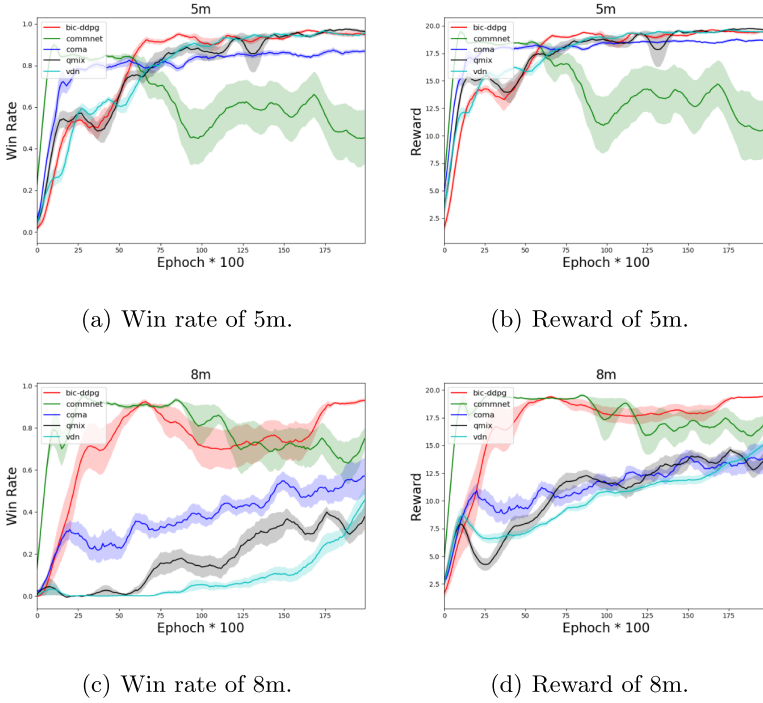 5m
Win Rate
1.0
0.8
0.6
0.4
0.2
0.0
bic-ddpg
commnet
coma
qmix
vdn
0 25 50 75 100 125 150 175
Ephoch * 100
(a) Win rate of 5m.
5m
Reward
20.0
17.5
15.0
12.5
10.0
7.5
5.0
2.5
bic-ddpg
commnet
coma
qmix
vdn
0 25 50 75 100 125 150 175
Ephoch * 100
(b) Reward of 5m.
8m
Win Rate
1.0
0.8
0.6
0.4
0.2
0.0
bic-ddpg
commnet
coma
qmix
vdn
0 25 50 75 100 125 150 175
Ephoch * 100
(c) Win rate of 8m.
8m
Reward
20.0
17.5
15.0
12.5
10.0
7.5
5.0
2.5
bic-ddpg
commnet
coma
qmix
vdn
0 25 50 75 100 125 150 175
Ephoch * 100
(d) Reward of 8m.